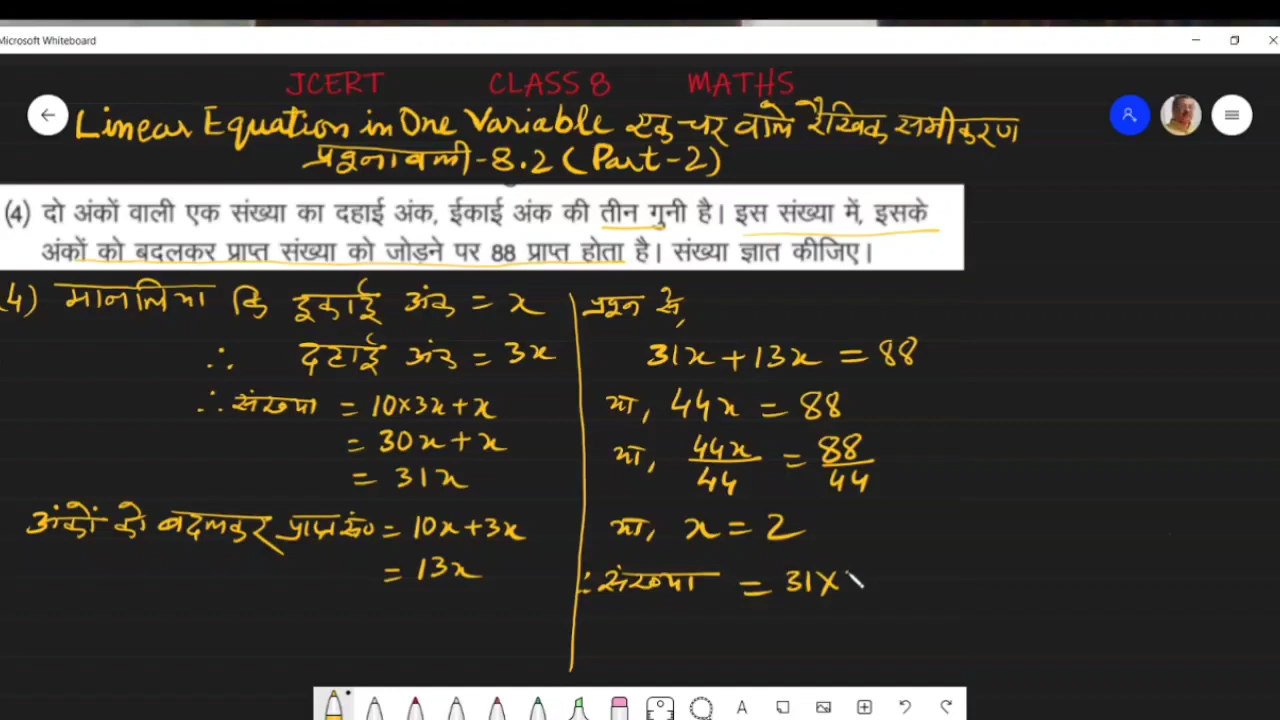 Microsoft Whiteboard
JCERT CLASS 8 MATHS
Linear Equation in One Variable एक चर वाले रैखिक समीकरण
प्रश्नावली-8.2 (Part-2)
(4) दो अंकों वाली एक संख्या का दहाई अंक, ईकाई अंक की तीन गुनी है। इस संख्या में, इसके
अंकों को बदलकर प्राप्त संख्या को जोड़ने पर 88 प्राप्त होता है। संख्या ज्ञात कीजिए।
4) मानलिया कि इकाई अंक = x
∴ दहाई अंक = 3x
∴ संख्या = 10×3x+x
= 30x+x
= 31x
अंकों को बदलकर प्राप्त सं० = 10x+3x
= 13x
प्रश्न से,
31x+13x = 88
या, 44x = 88
या, 44x/44 = 88/44
या, x = 2
∴ संख्या = 31×